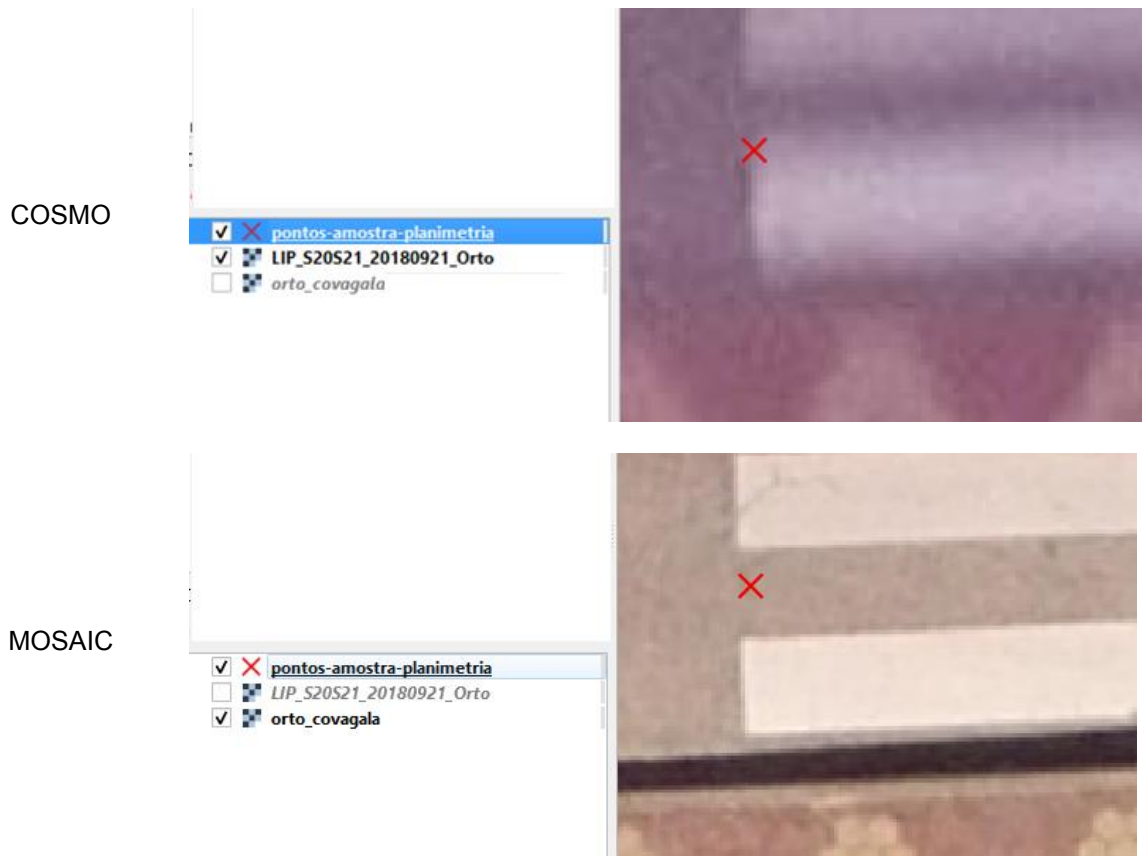 COSMO
pontos-amostra-planimetria
LIP_S20S21_20180921_Orto
orto_covagala
MOSAIC
pontos-amostra-planimetria
LIP_S20S21_20180921_Orto
orto_covagala